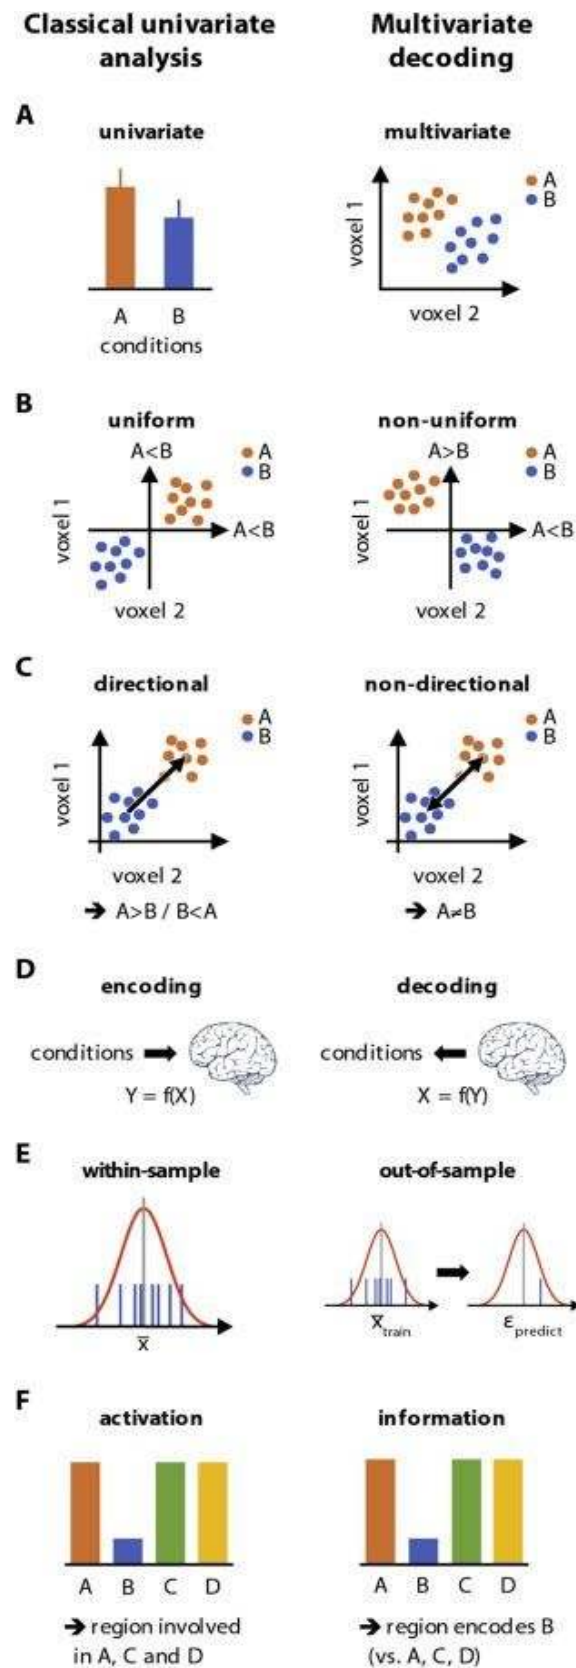 Classical univariate
analysis
Multivariate
decoding
A
univariate
A
B
conditions
multivariate
voxel 1
voxel 2
A
B
B
uniform
A<B
A
B
voxel 1
A<B
voxel 2
non-uniform
A>B
A
B
voxel 1
A<B
voxel 2
C
directional
A
B
voxel 1
voxel 2
➔ A>B / B<A
non-directional
A
B
voxel 1
voxel 2
➔ A≠B
D
encoding
conditions
Y = f(X)
decoding
conditions
X = f(Y)
E
within-sample
x̅
out-of-sample
x̅train
εpredict
F
activation
A B C D
➔ region involved
in A, C and D
information
A B C D
➔ region encodes B
(vs. A, C, D)